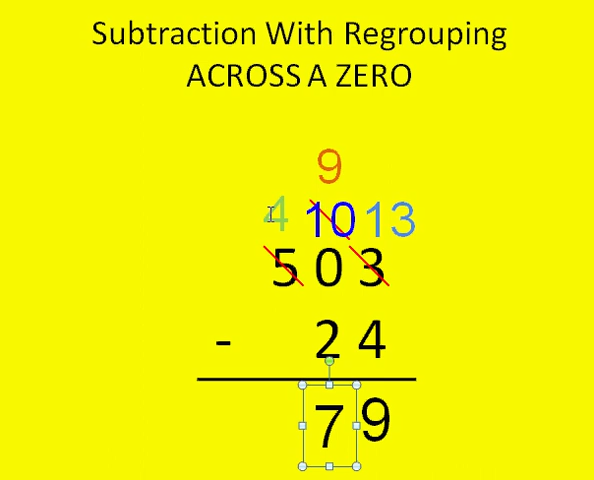 Subtraction With Regrouping
ACROSS A ZERO
9
4 10 13
5 0 3
- 2 4
7 9